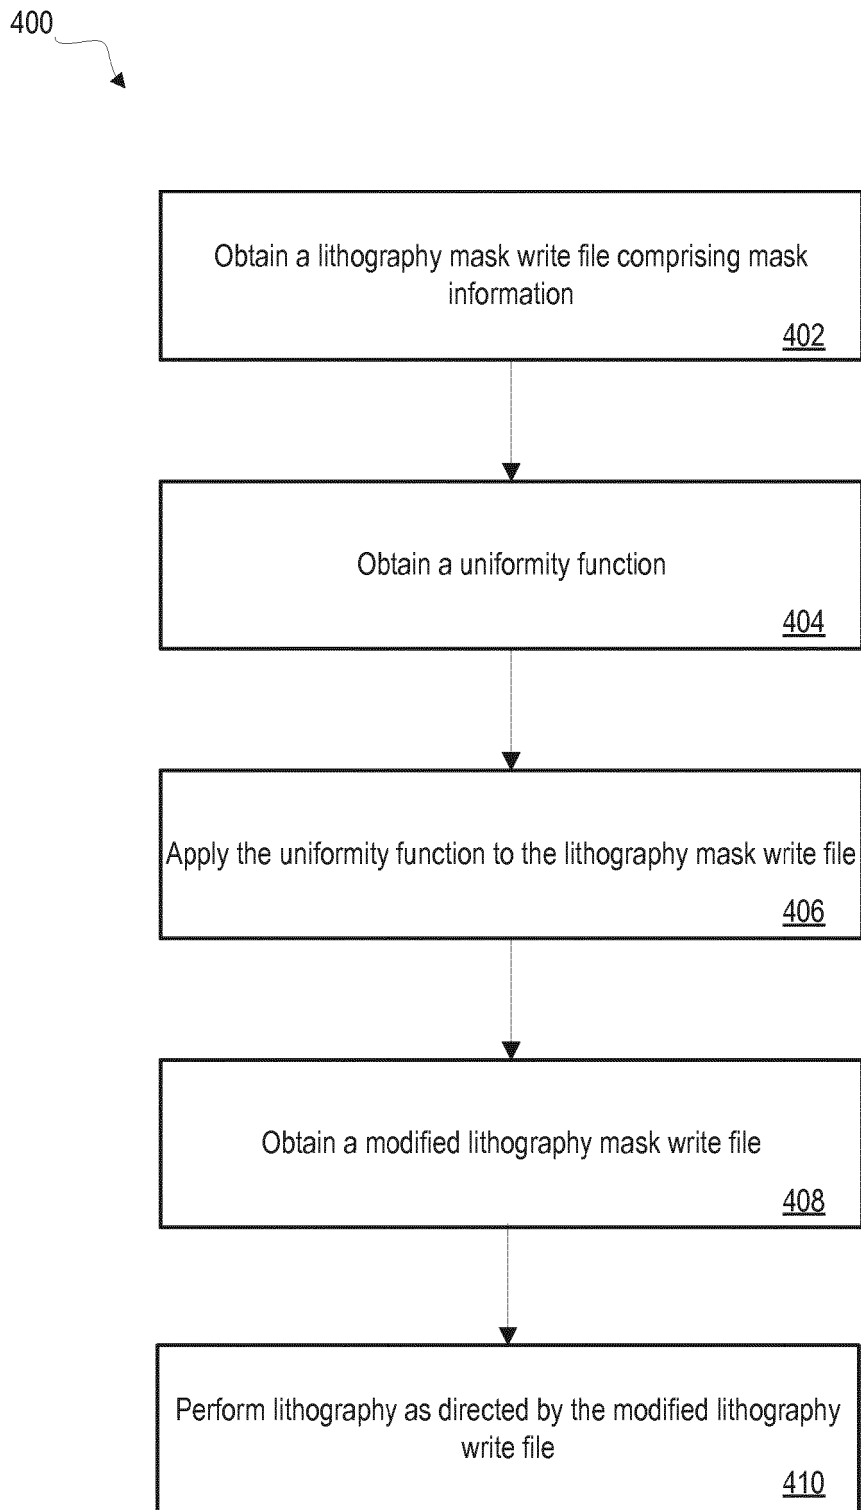 400
Obtain a lithography mask write file comprising mask
information
402
Obtain a uniformity function
404
Apply the uniformity function to the lithography mask write file
406
Obtain a modified lithography mask write file
408
Perform lithography as directed by the modified lithography
write file
410